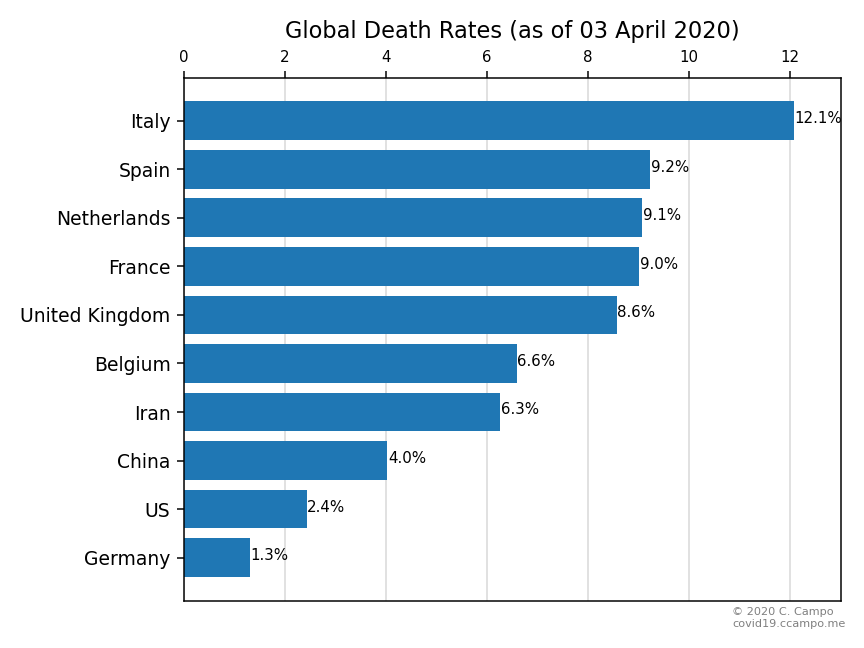 Global Death Rates (as of 03 April 2020)
0 2 4 6 8 10 12
Italy 12.1%
Spain 9.2%
Netherlands 9.1%
France 9.0%
United Kingdom 8.6%
Belgium 6.6%
Iran 6.3%
China 4.0%
US 2.4%
Germany 1.3%
© 2020 C. Campo
covid19.ccampo.me